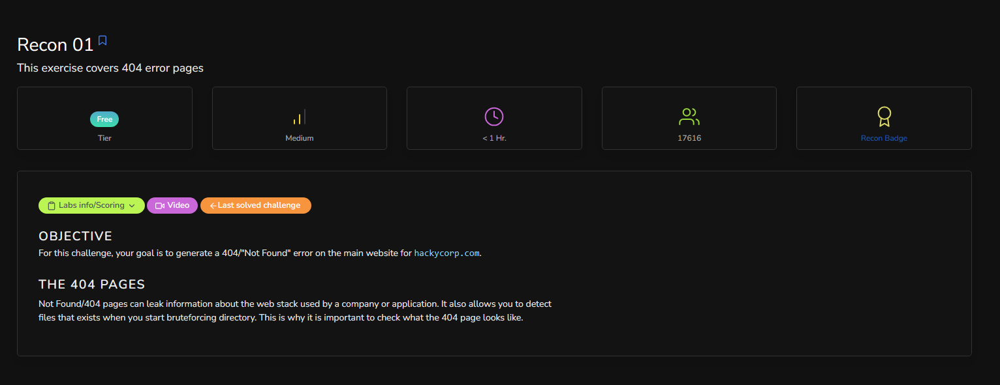 Recon 01
This exercise covers 404 error pages
Free
Tier
Medium
< 1 Hr.
17616
Recon Badge
Labs info/Scoring
Video
Last solved challenge
OBJECTIVE
For this challenge, your goal is to generate a 404/"Not Found" error on the main website for hackycorp.com.
THE 404 PAGES
Not Found/404 pages can leak information about the web stack used by a company or application. It also allows you to detect
files that exists when you start bruteforcing directory. This is why it is important to check what the 404 page looks like.